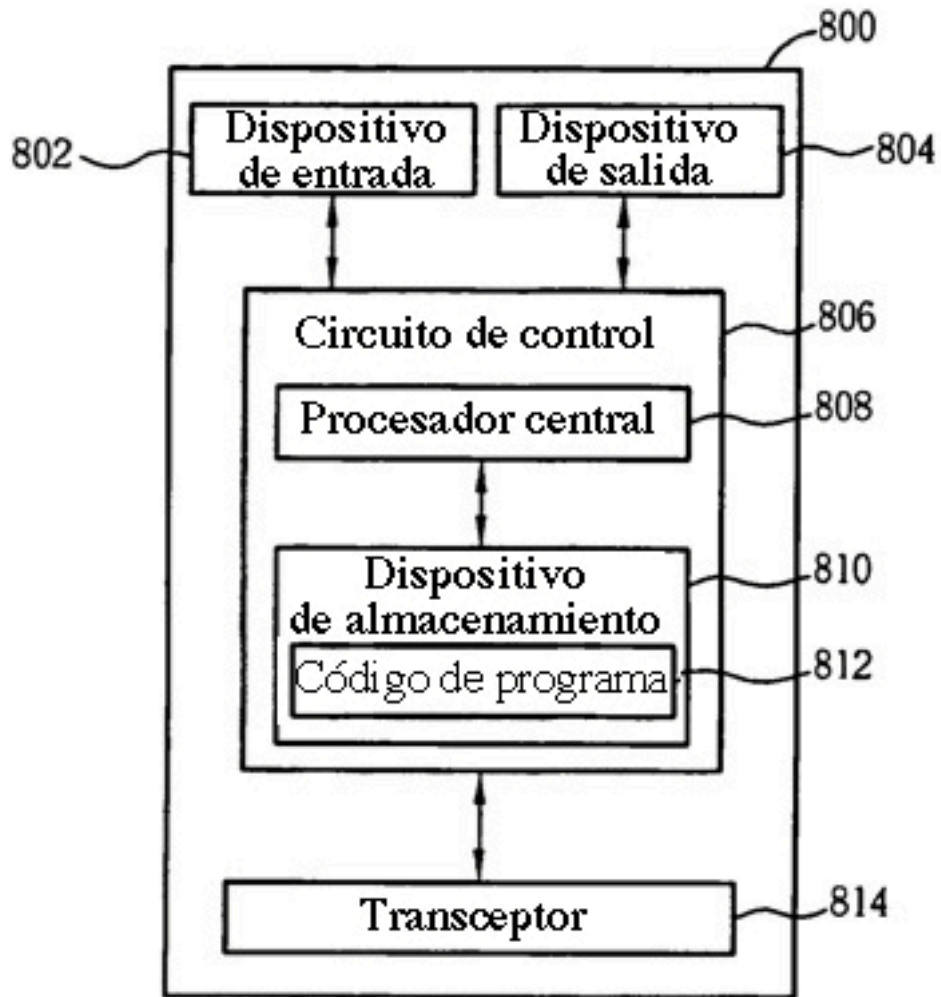 800
Dispositivo
de entrada
Dispositivo
de salida
802
804
Circuito de control
806
Procesador central
808
Dispositivo
de almacenamiento
810
Código de programa
812
Transceptor
814